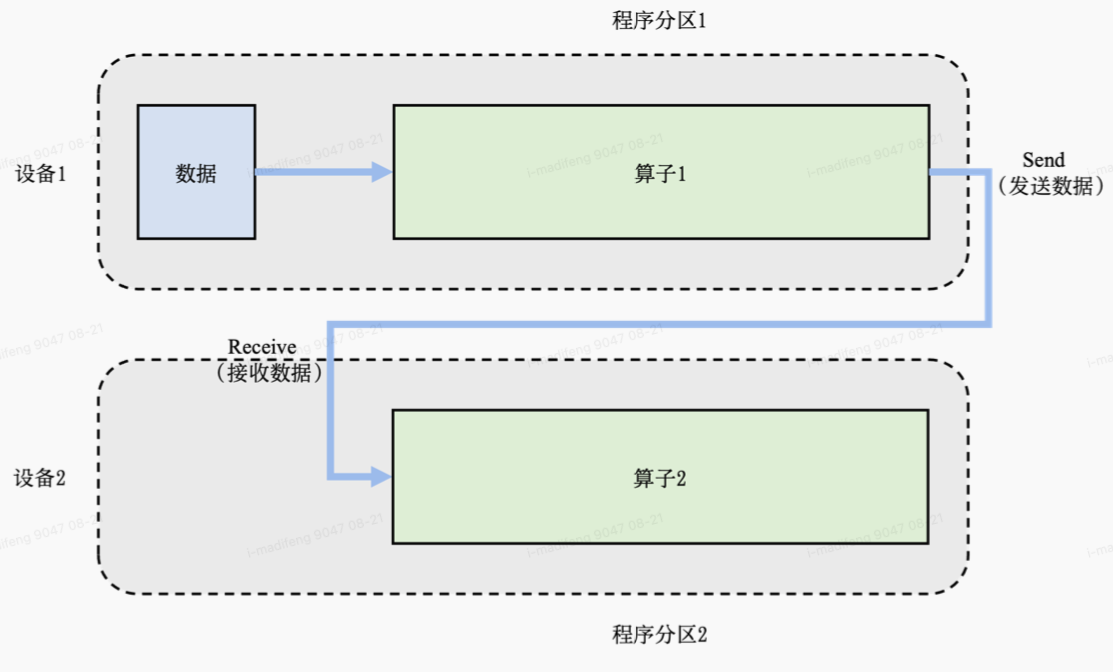 程序分区1
设备1
数据
算子1
Send
（发送数据）
Receive
（接收数据）
设备2
算子2
程序分区2
i-madifeng 9047 08-21